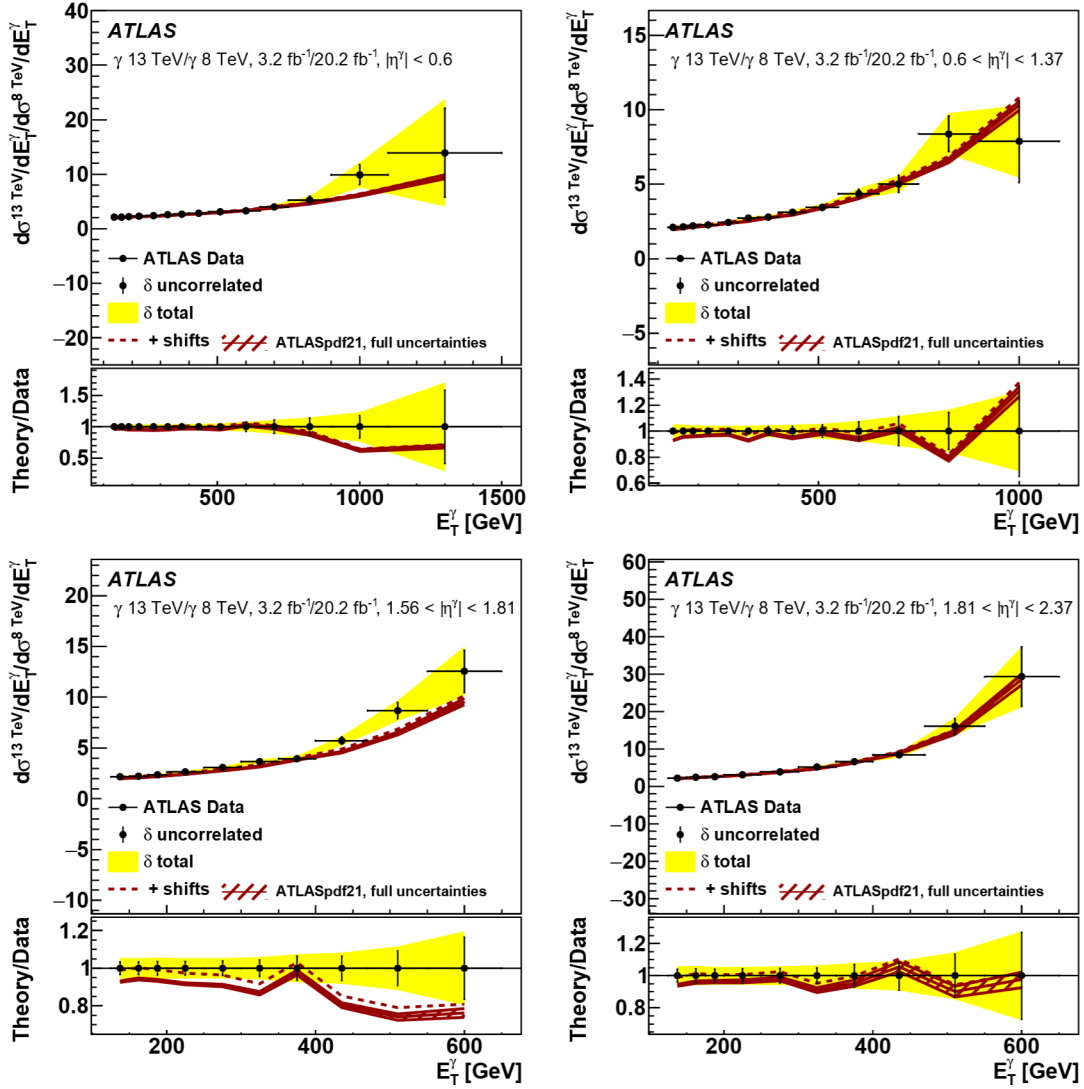 ATLAS
γ 13 TeV/γ 8 TeV, 3.2 fb⁻¹/20.2 fb⁻¹, |η^γ| < 0.6
dσ^13 TeV/dE_T^γ/dσ^8 TeV/dE_T^γ
40
30
20
10
0
−10
−20
ATLAS Data
δ uncorrelated
δ total
+ shifts
ATLASpdf21, full uncertainties
Theory/Data
1.5
1
0.5
500
1000
1500
E_T^γ [GeV]
ATLAS
γ 13 TeV/γ 8 TeV, 3.2 fb⁻¹/20.2 fb⁻¹, 0.6 < |η^γ| < 1.37
dσ^13 TeV/dE_T^γ/dσ^8 TeV/dE_T^γ
15
10
5
0
−5
ATLAS Data
δ uncorrelated
δ total
+ shifts
ATLASpdf21, full uncertainties
Theory/Data
1.4
1.2
1
0.8
0.6
500
1000
E_T^γ [GeV]
ATLAS
γ 13 TeV/γ 8 TeV, 3.2 fb⁻¹/20.2 fb⁻¹, 1.56 < |η^γ| < 1.81
dσ^13 TeV/dE_T^γ/dσ^8 TeV/dE_T^γ
20
15
10
5
0
−5
−10
ATLAS Data
δ uncorrelated
δ total
+ shifts
ATLASpdf21, full uncertainties
Theory/Data
1.2
1
0.8
200
400
600
E_T^γ [GeV]
ATLAS
γ 13 TeV/γ 8 TeV, 3.2 fb⁻¹/20.2 fb⁻¹, 1.81 < |η^γ| < 2.37
dσ^13 TeV/dE_T^γ/dσ^8 TeV/dE_T^γ
60
50
40
30
20
10
0
−10
−20
−30
ATLAS Data
δ uncorrelated
δ total
+ shifts
ATLASpdf21, full uncertainties
Theory/Data
1.2
1
0.8
200
400
600
E_T^γ [GeV]